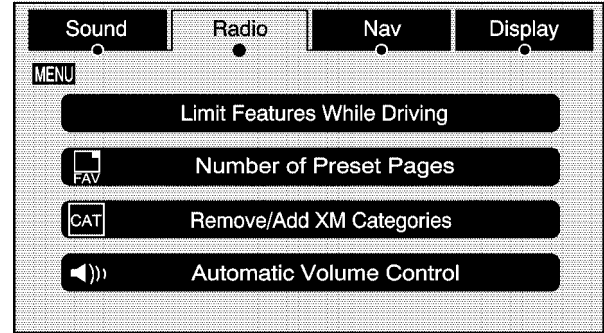 Sound Radio Nav Display
MENU
Limit Features While Driving
FAV Number of Preset Pages
CAT Remove/Add XM Categories
Automatic Volume Control